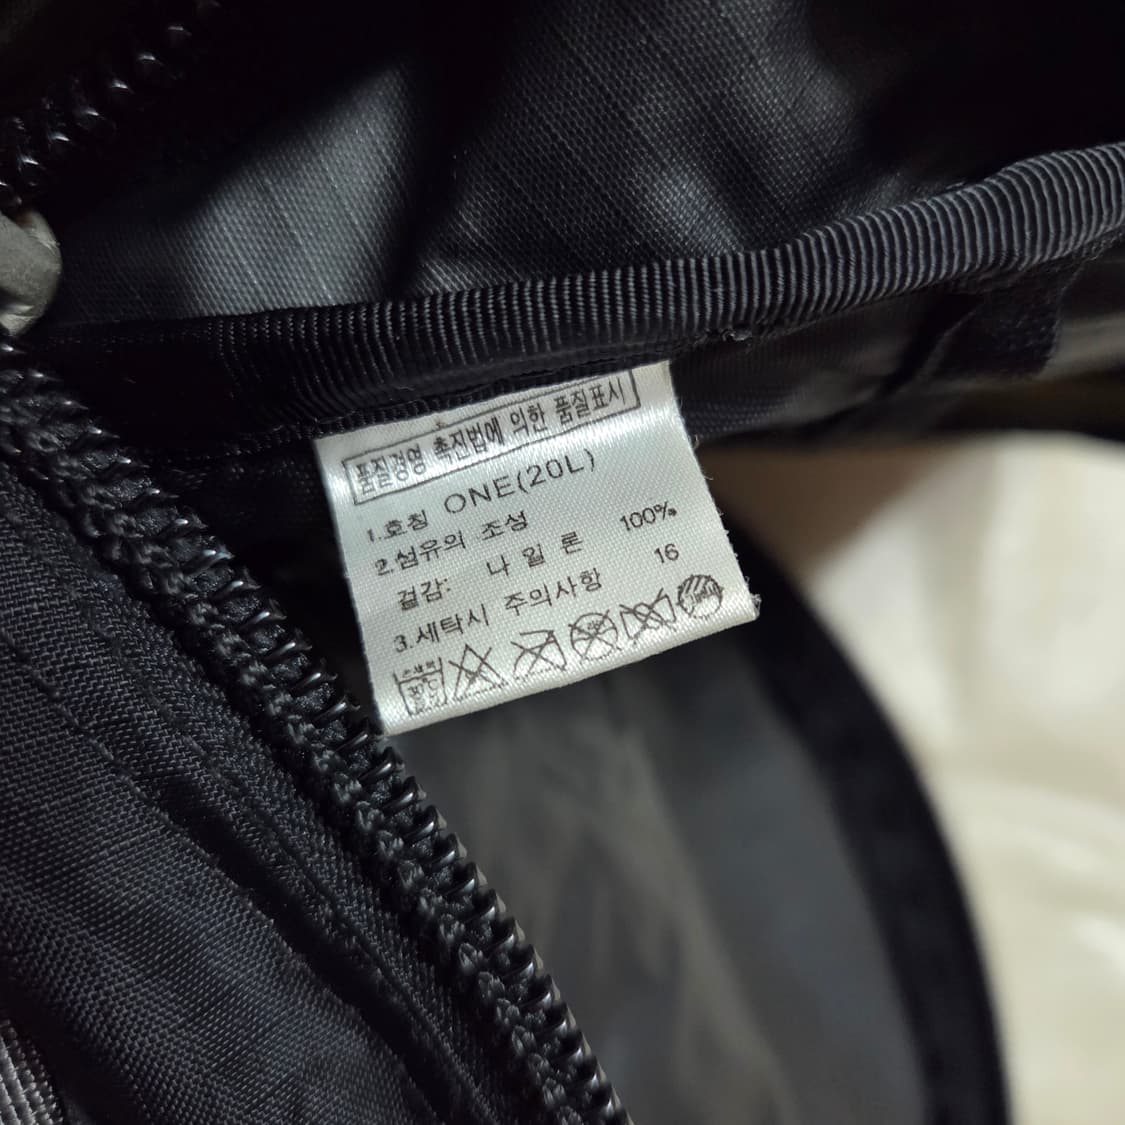 품질경영 촉진법에 의한 품질표시
1.호칭 ONE(20L)
2.섬유의 조성
겉감: 나 일 론 100%
3.세탁시 주의사항 16
30℃